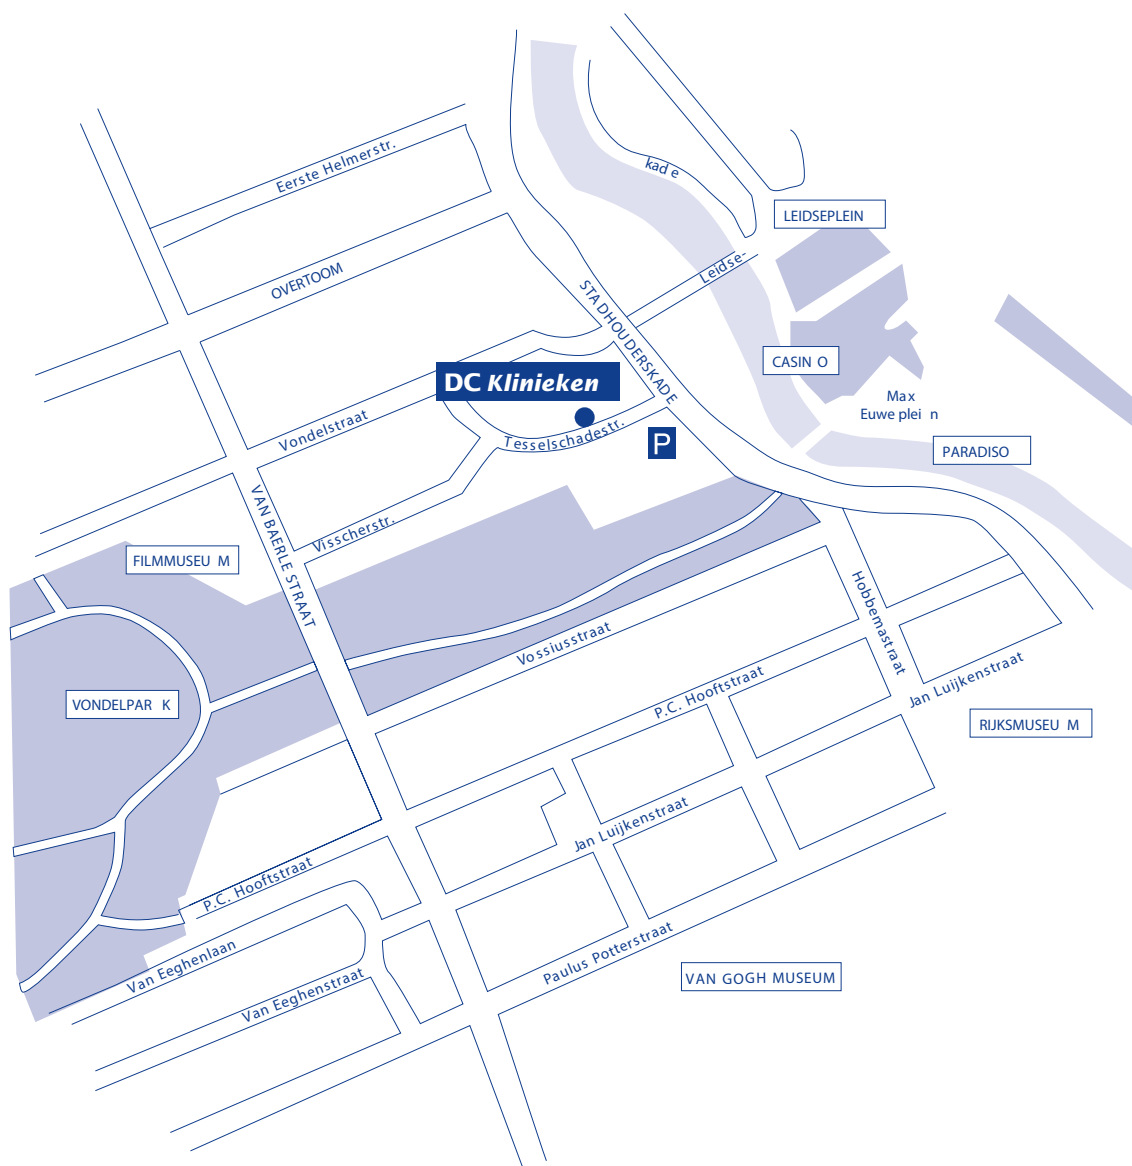 Eerste Helmerstr.
kade
LEIDSEPLEIN
Leidse-
OVERTOOM
STADHOUDERSKADE
CASIN O
DC Klinieken
Max
Euwe plei n
Vondelstraat
Tesselschadestr.
P
PARADISO
VAN BAERLE STRAAT
Visscherstr.
FILMMUSEU M
Hobbemastraat
Vossiusstraat
P.C. Hooftstraat
Jan Luijkenstraat
VONDELPAR K
RIJKSMUSEU M
Jan Luijkenstraat
P.C. Hooftstraat
Van Eeghenlaan
Paulus Potterstraat
Van Eeghenstraat
VAN GOGH MUSEUM